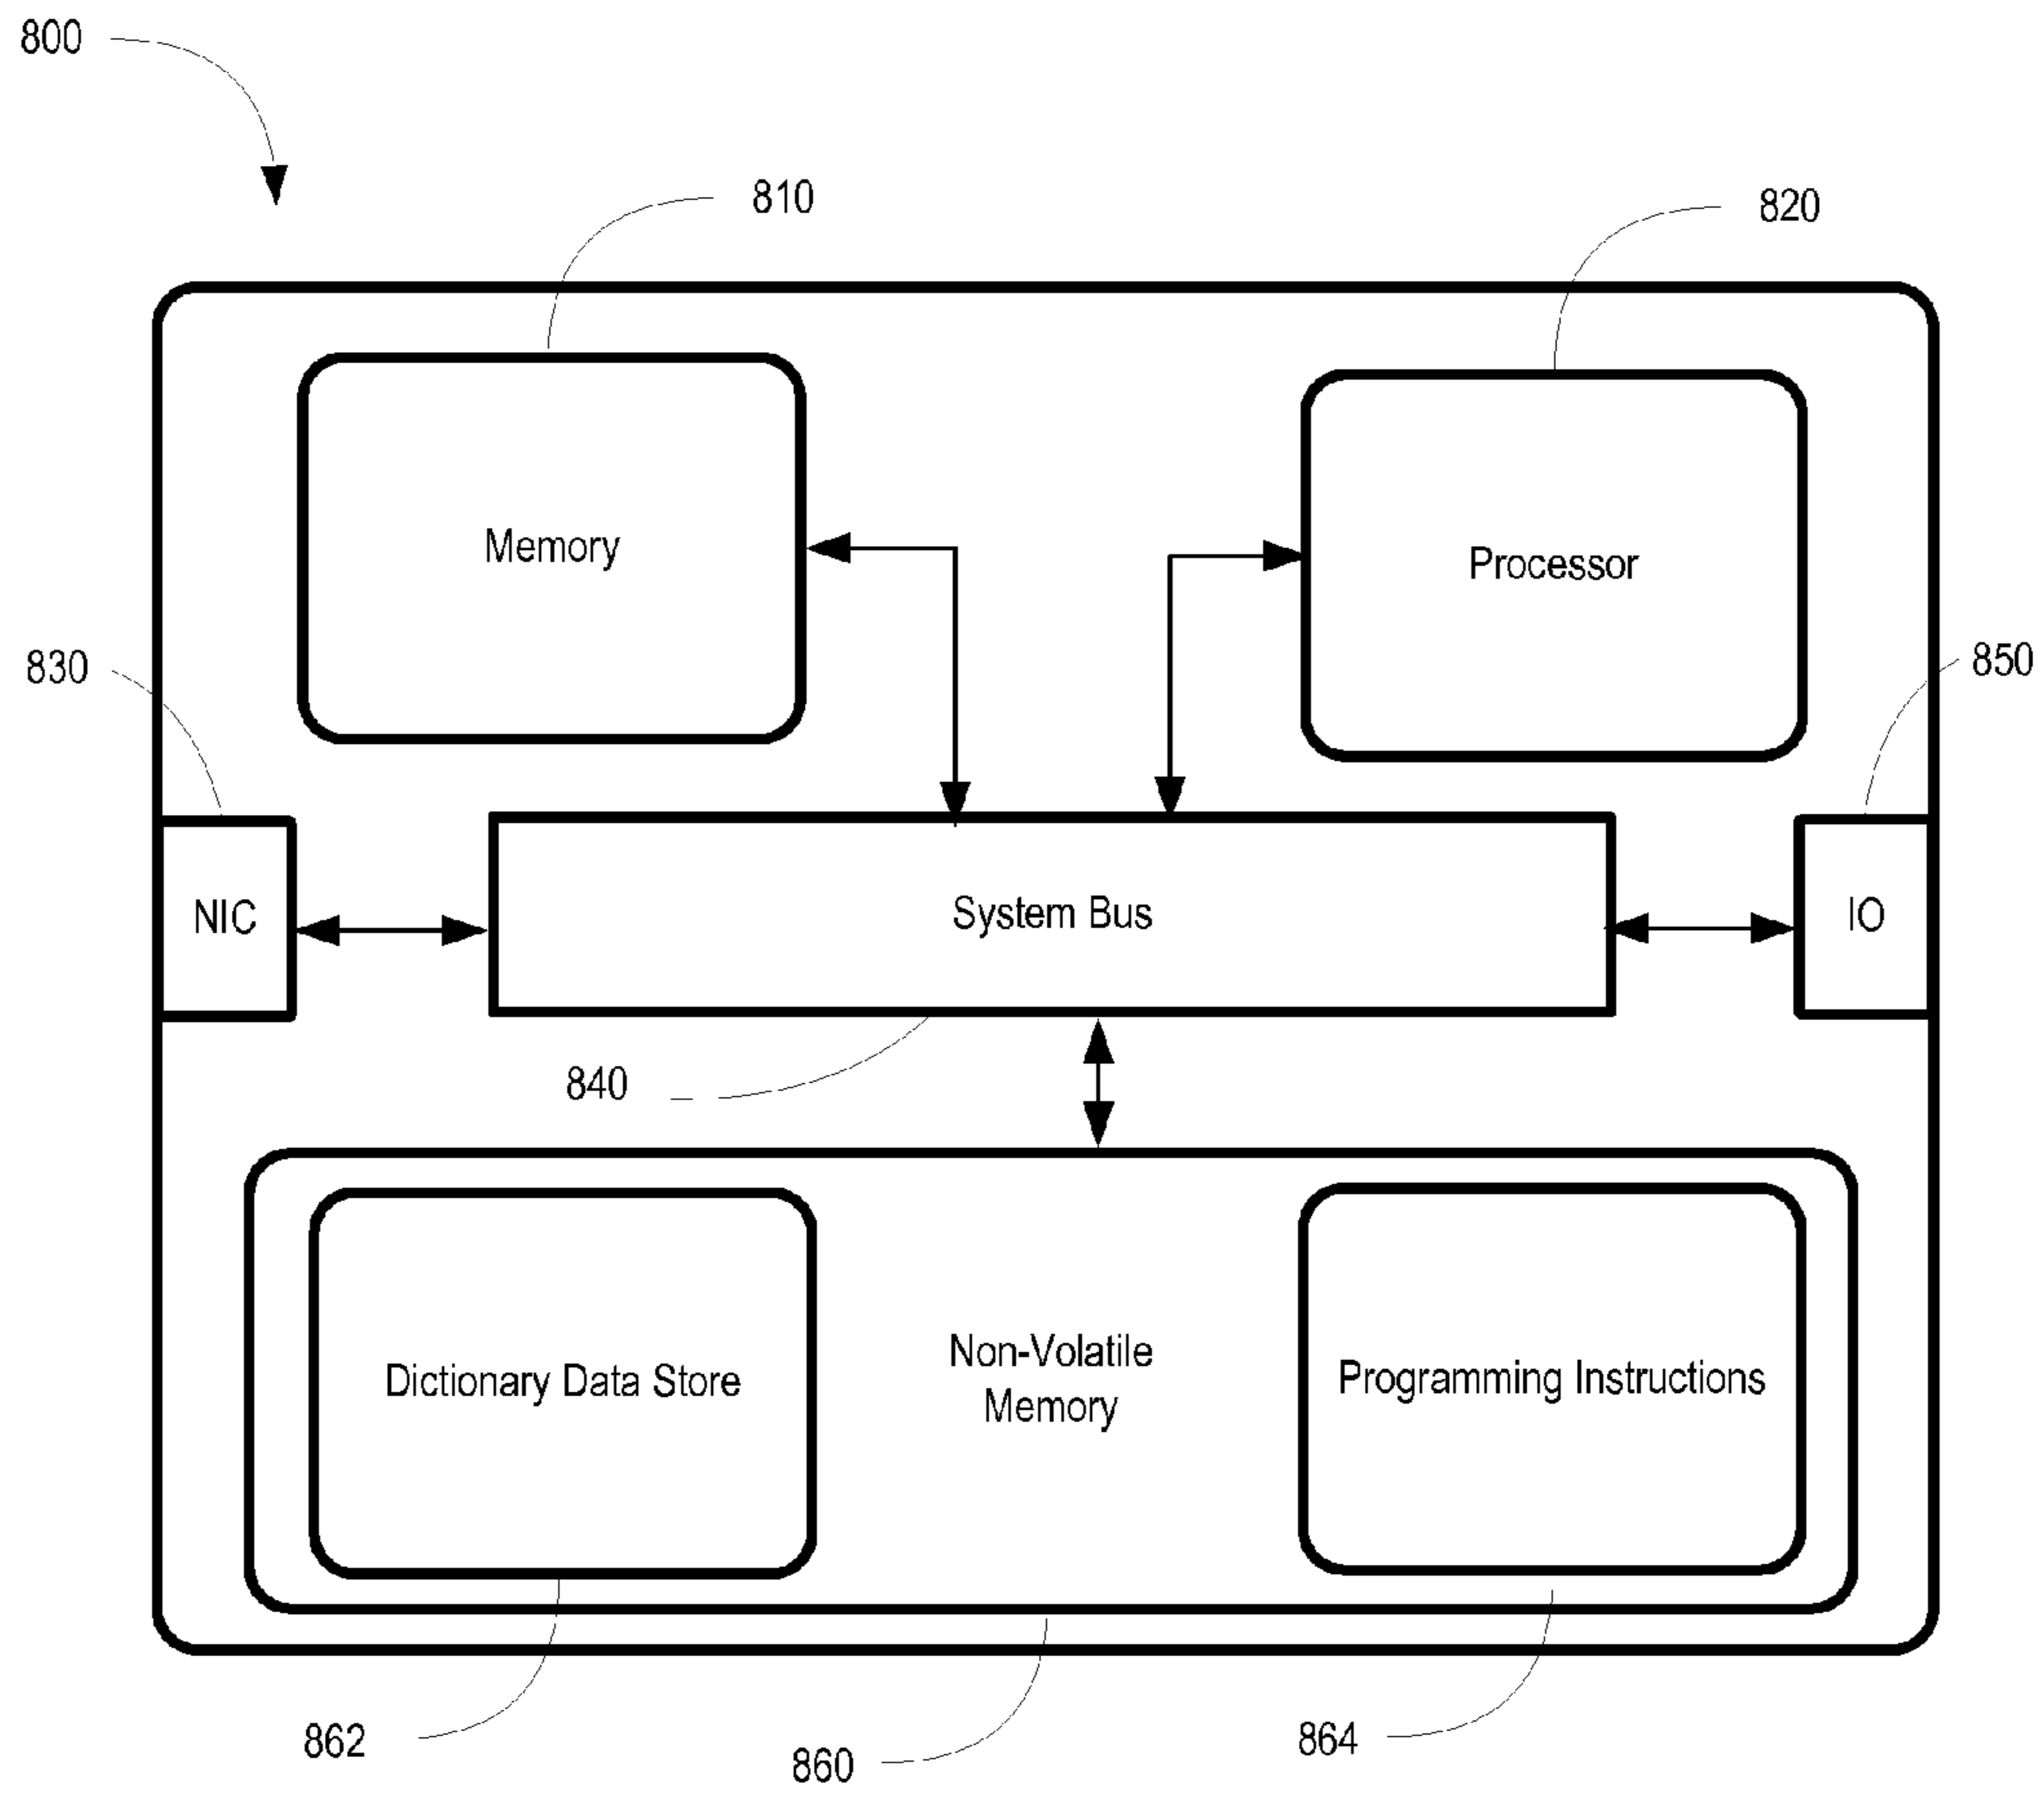 800
810
820
Memory
Processor
830
850
NIC
System Bus
IO
840
Non-Volatile
Memory
Dictionary Data Store
Programming Instructions
862
860
864